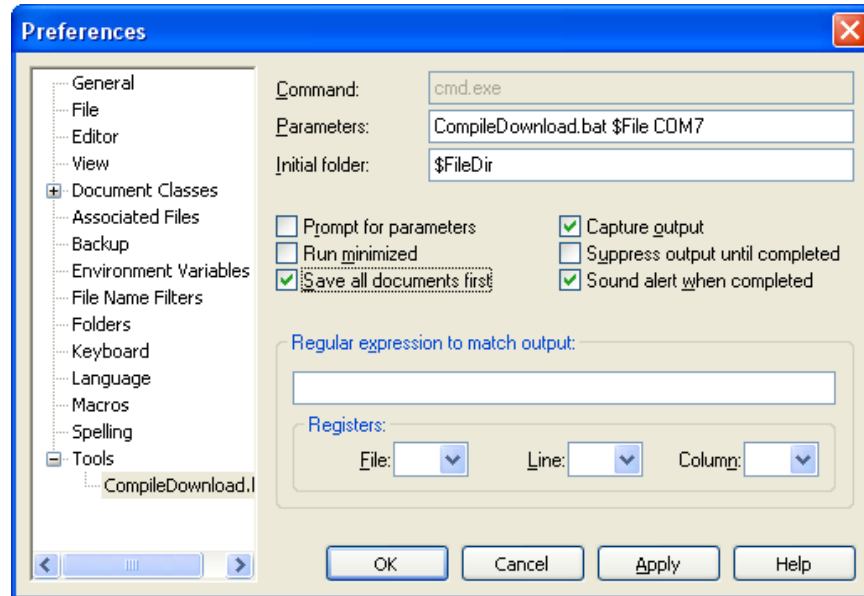 Preferences
General
File
Editor
View
Document Classes
Associated Files
Backup
Environment Variables
File Name Filters
Folders
Keyboard
Language
Macros
Spelling
Tools
CompileDownload.l
Command: cmd.exe
Parameters: CompileDownload.bat $File COM7
Initial folder: $FileDir
Prompt for parameters Capture output
Run minimized Suppress output until completed
Save all documents first Sound alert when completed
Regular expression to match output:
Registers:
File: Line: Column:
OK Cancel Apply Help